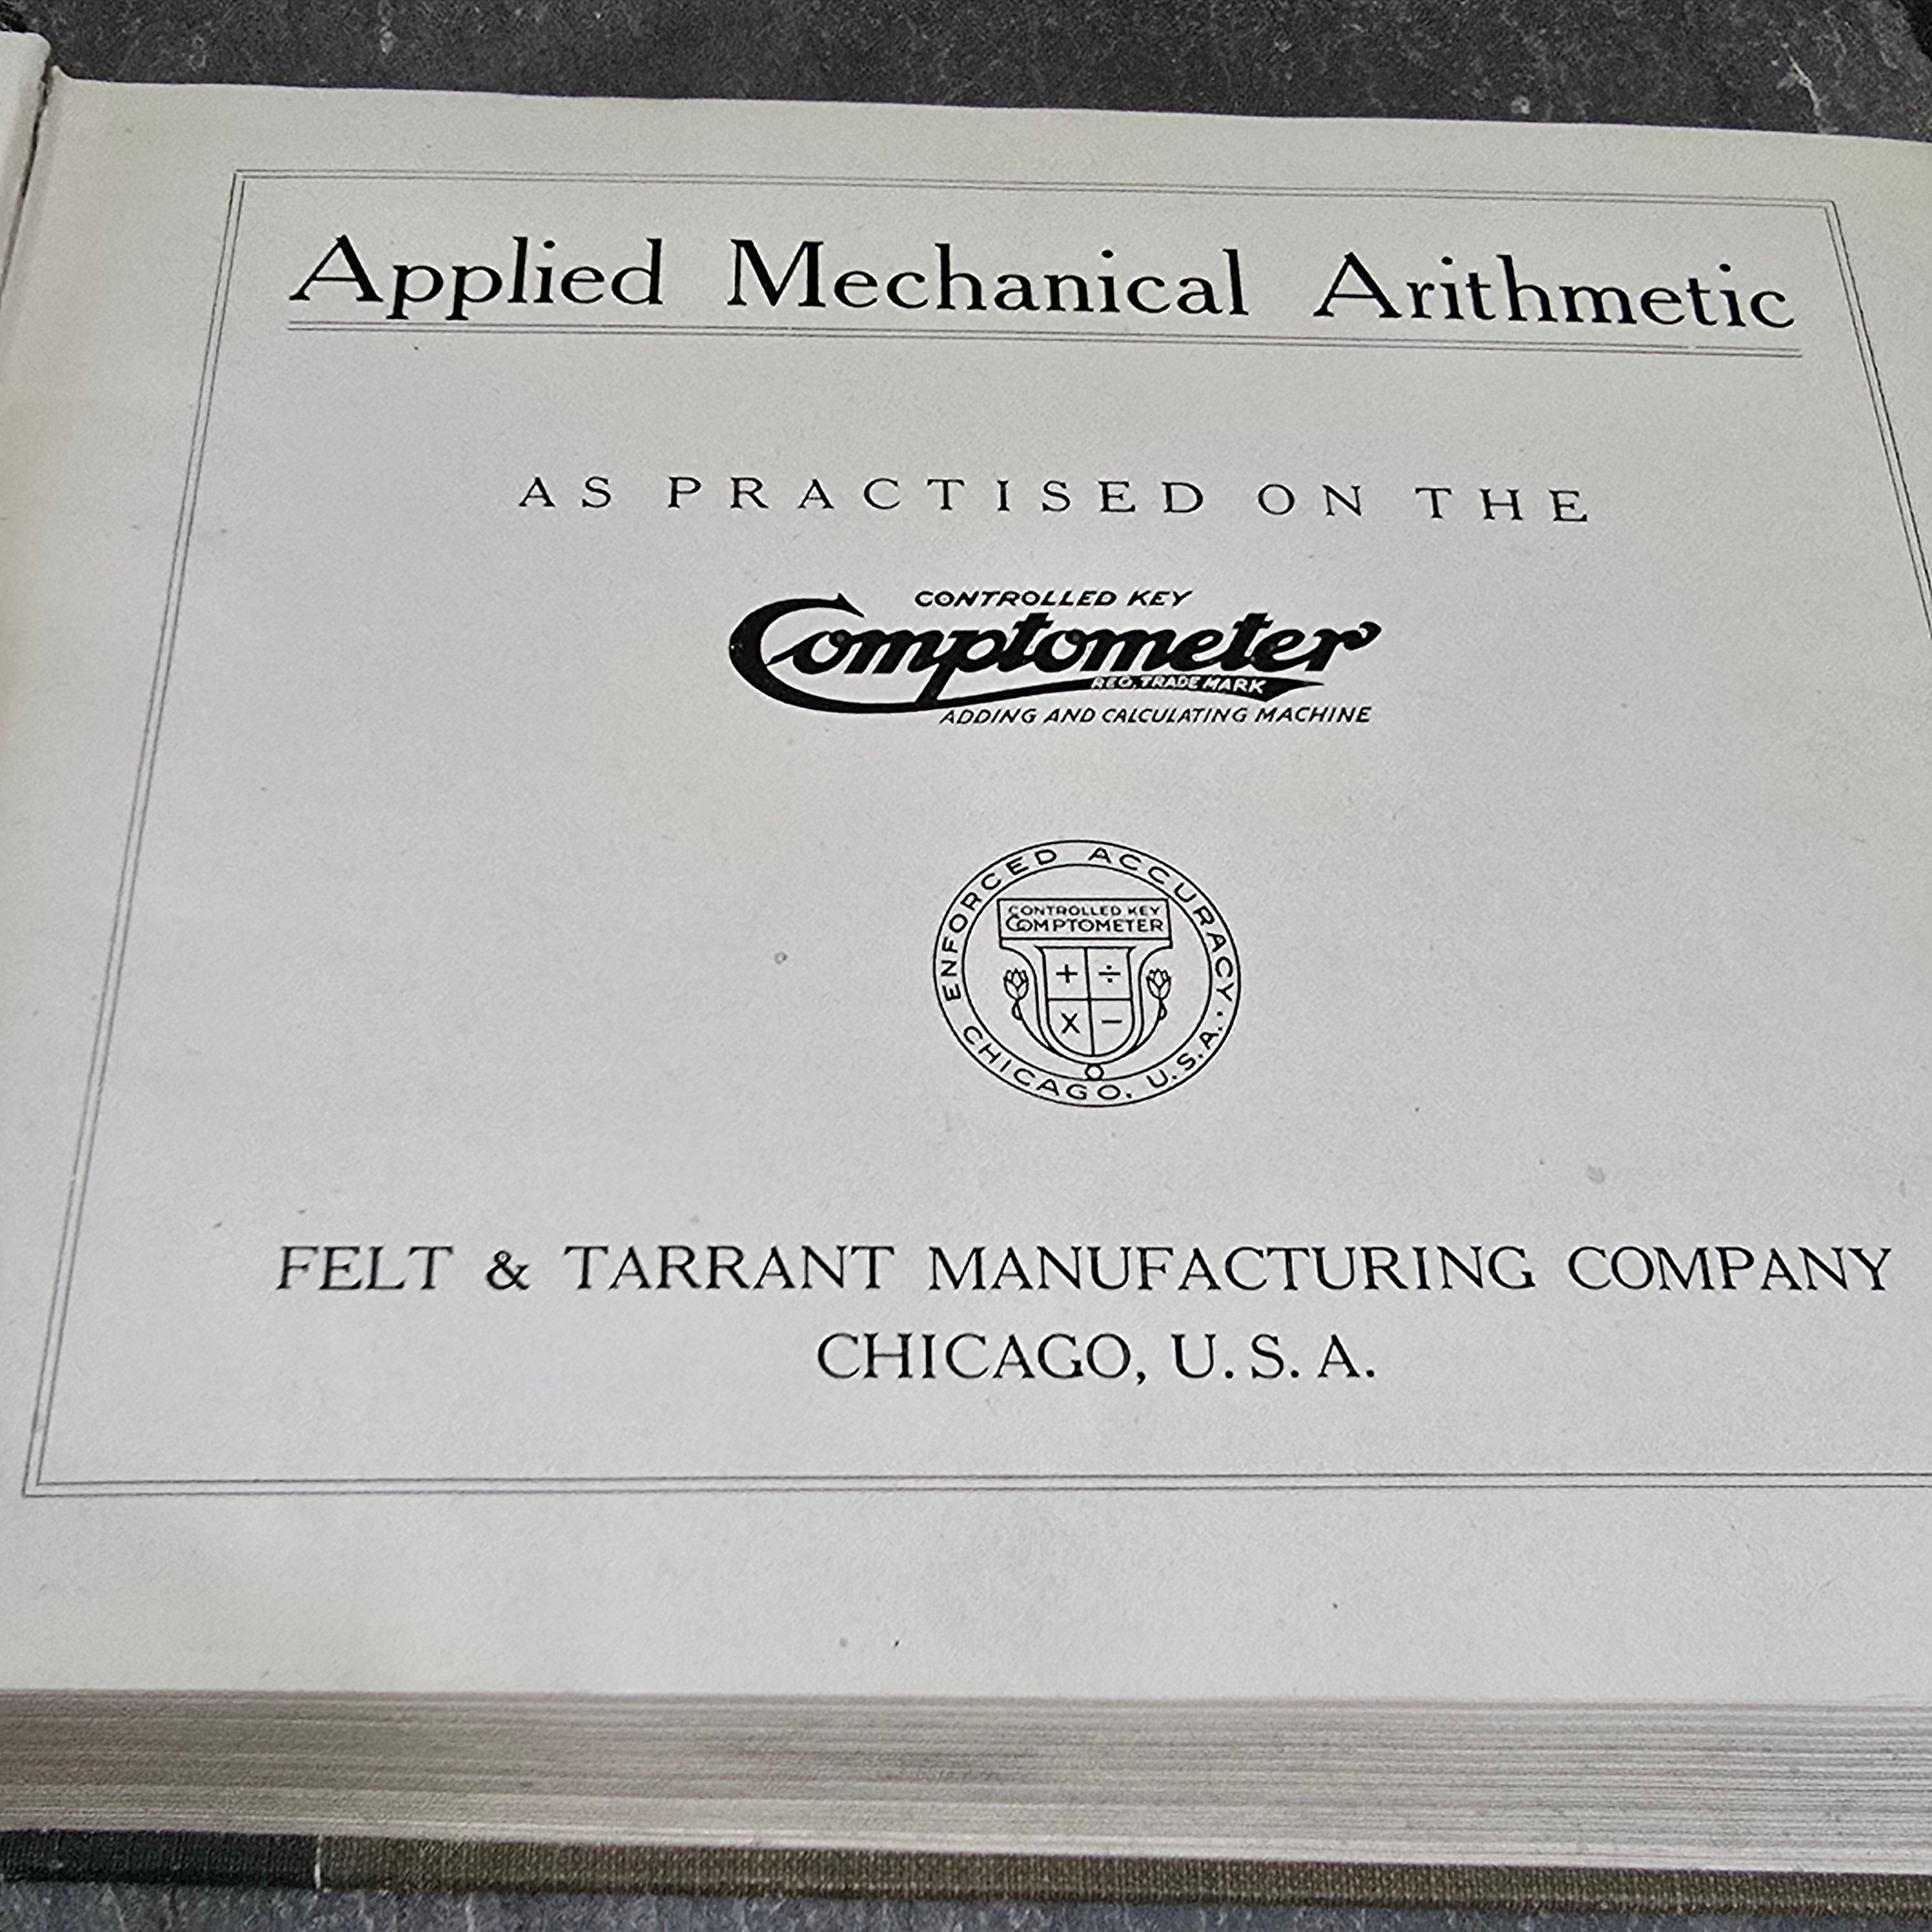 Applied Mechanical Arithmetic
AS PRACTISED ON THE
CONTROLLED KEY
Comptometer
REG. TRADE MARK
ADDING AND CALCULATING MACHINE
ENFORCED ACCURACY.
CONTROLLED KEY
COMPTOMETER
+ ÷
X −
CHICAGO, U.S.A.
FELT & TARRANT MANUFACTURING COMPANY
CHICAGO, U.S.A.